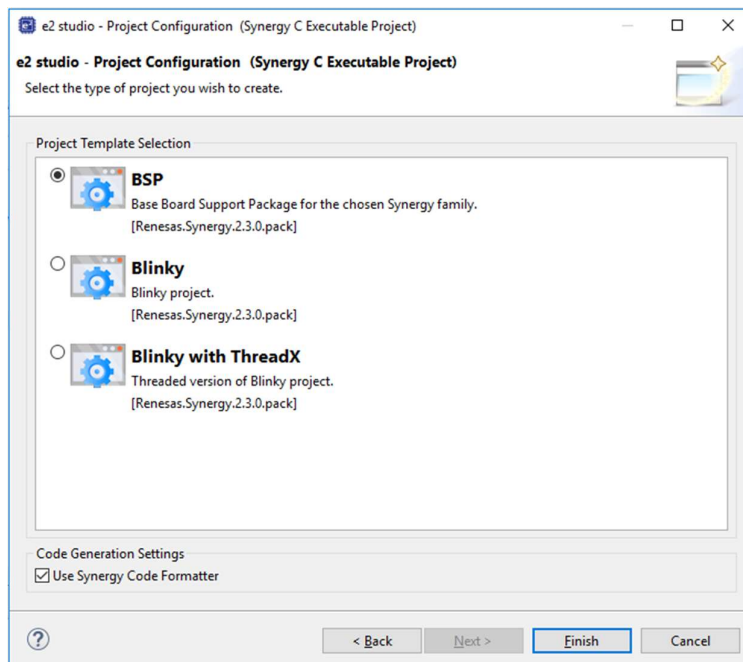 e2 studio - Project Configuration (Synergy C Executable Project)
e2 studio - Project Configuration (Synergy C Executable Project)
Select the type of project you wish to create.
Project Template Selection
BSP
Base Board Support Package for the chosen Synergy family.
[Renesas.Synergy.2.3.0.pack]
Blinky
Blinky project.
[Renesas.Synergy.2.3.0.pack]
Blinky with ThreadX
Threaded version of Blinky project.
[Renesas.Synergy.2.3.0.pack]
Code Generation Settings
Use Synergy Code Formatter
? < Back Next > Finish Cancel